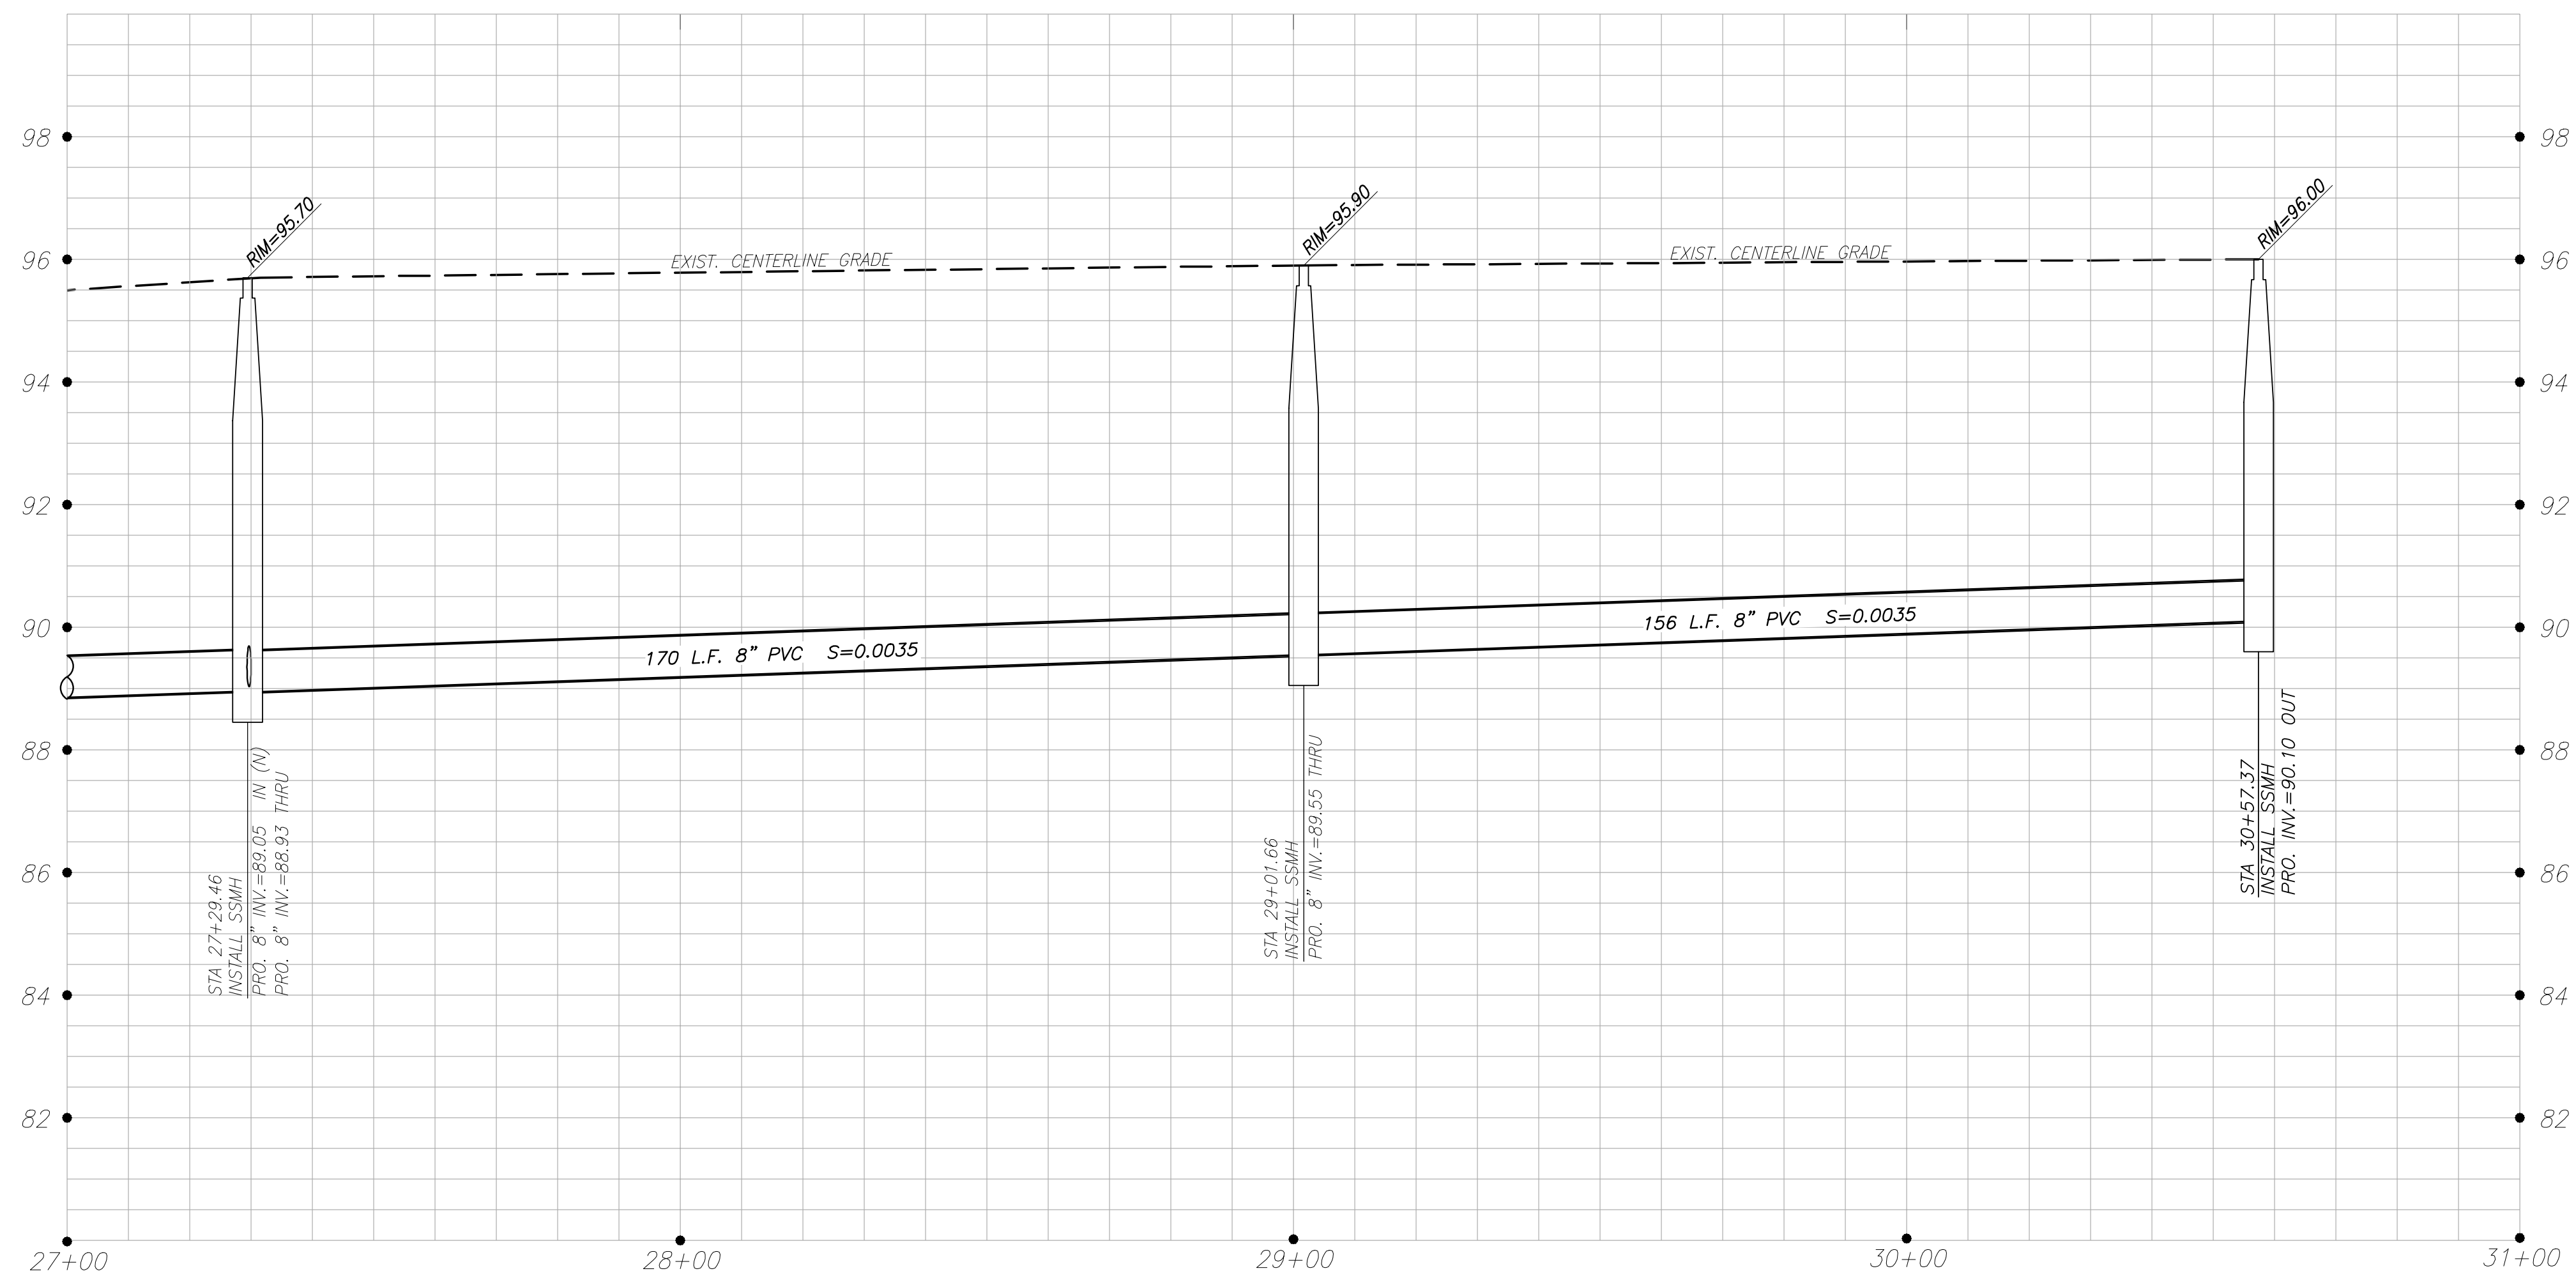 98
98
RIM=95.70
RIM=95.90
RIM=96.00
96
EXIST. CENTERLINE GRADE
EXIST. CENTERLINE GRADE
96
94
94
92
92
90
170 L.F. 8" PVC S=0.0035
156 L.F. 8" PVC S=0.0035
90
88
88
STA 27+29.46
INSTALL SSMH
PRO. 8" INV.=89.05 IN (N)
PRO. 8" INV.=88.93 THRU
STA 29+01.66
INSTALL SSMH
PRO. 8" INV.=89.55 THRU
STA 30+57.37
INSTALL SSMH
PRO. INV.=90.10 OUT
86
86
84
84
82
82
27+00
28+00
29+00
30+00
31+00